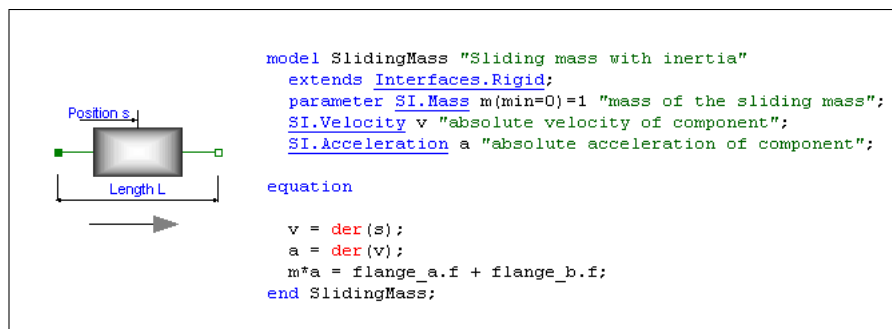 Position s
Length L
model SlidingMass "Sliding mass with inertia"
extends Interfaces.Rigid;
parameter SI.Mass m(min=0)=1 "mass of the sliding mass";
SI.Velocity v "absolute velocity of component";
SI.Acceleration a "absolute acceleration of component";
equation
v = der(s);
a = der(v);
m*a = flange_a.f + flange_b.f;
end SlidingMass;